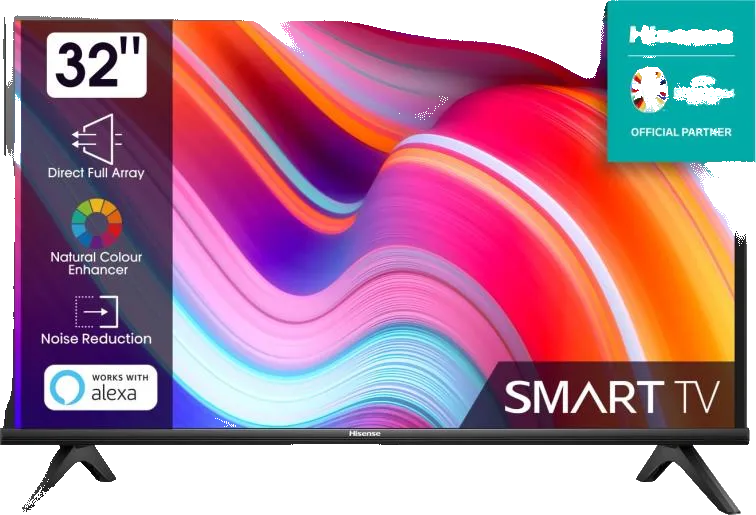 32"
Direct Full Array
Natural Colour
Enhancer
Noise Reduction
WORKS WITH
alexa
Hisense
OFFICIAL PARTNER
SMART TV
Hisense